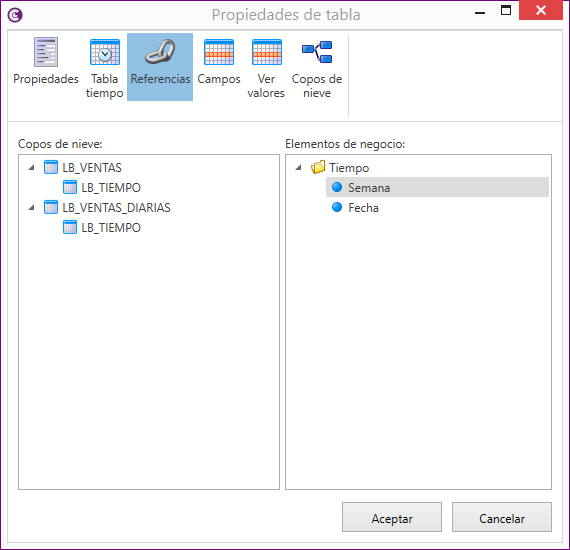 Propiedades de tabla
Propiedades
Tabla tiempo
Referencias
Campos
Ver valores
Copos de nieve
Copos de nieve:
LB_VENTAS
LB_TIEMPO
LB_VENTAS_DIARIAS
LB_TIEMPO
Elementos de negocio:
Tiempo
Semana
Fecha
Aceptar
Cancelar